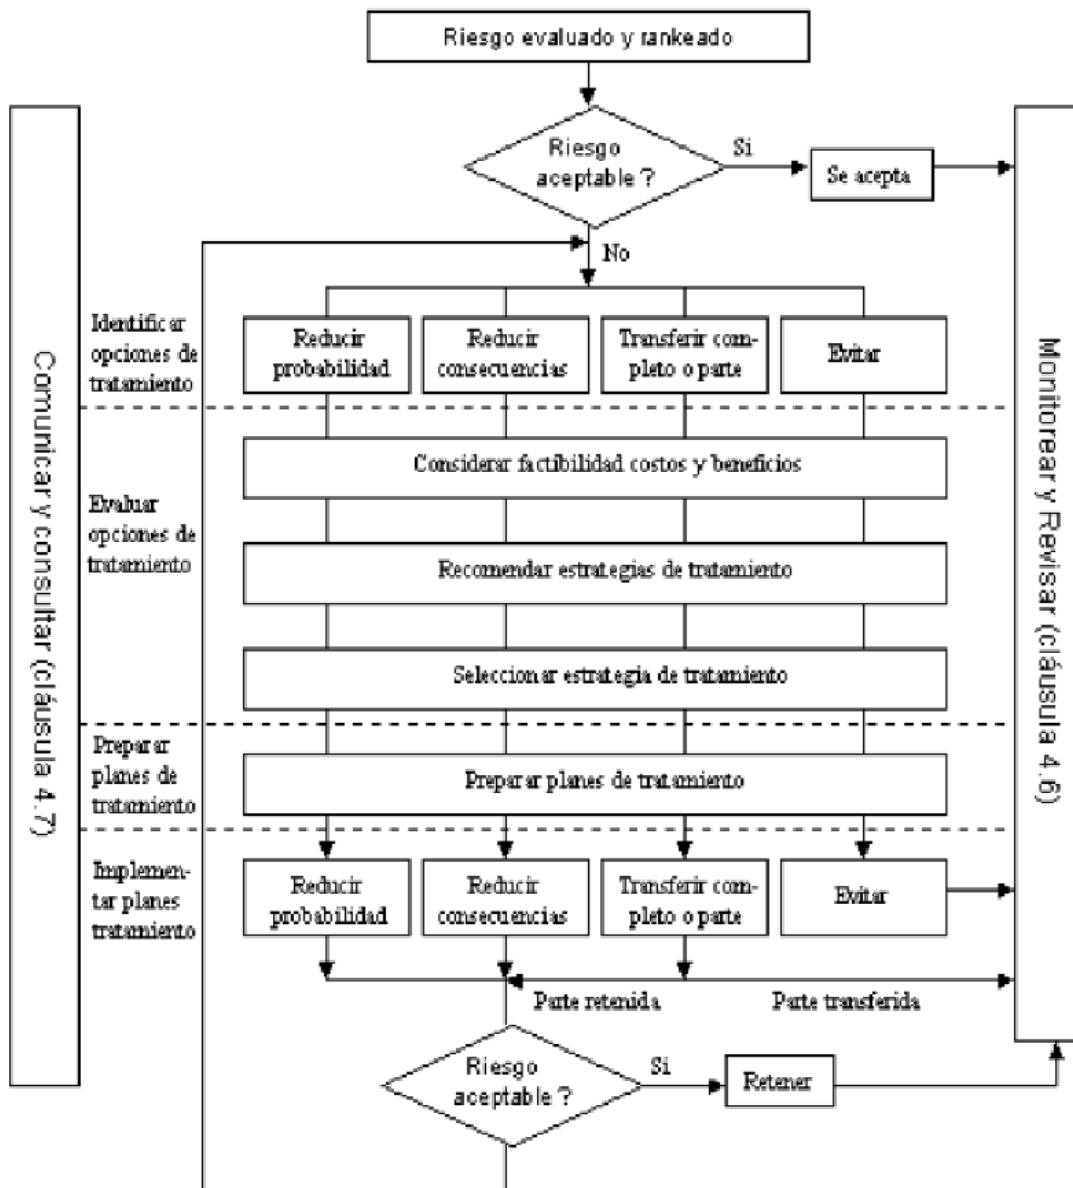 Riesgo evaluado y rankeado
Riesgo
aceptable ?
Si
Se acepta
No
Identificar
opciones de
tratamiento
Reducir
probabilidad
Reducir
consecuencias
Transferir com-
pleto o parte
Evitar
Comunicar y consultar (cláusula 4.7)
Monitorear y Revisar (cláusula 4.6)
Considerar factibilidad costos y beneficios
Evaluar
opciones de
tratamiento
Recomendar estrategias de tratamiento
Seleccionar estrategia de tratamiento
Preparar
planes de
tratamiento
Preparar planes de tratamiento
Implemen-
tar planes
tratamiento
Reducir
probabilidad
Reducir
consecuencias
Transferir com-
pleto o parte
Evitar
Parte retenida
Parte transferida
Riesgo
aceptable ?
Si
Retener